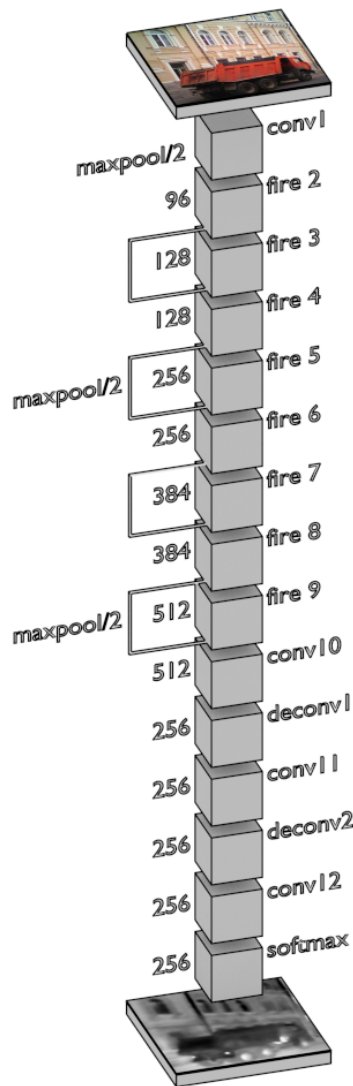 conv1
maxpool/2
fire 2
96
fire 3
128
fire 4
128
fire 5
maxpool/2
256
fire 6
256
fire 7
384
fire 8
384
fire 9
maxpool/2
512
conv10
512
deconv1
256
conv11
256
deconv2
256
conv12
256
softmax
256